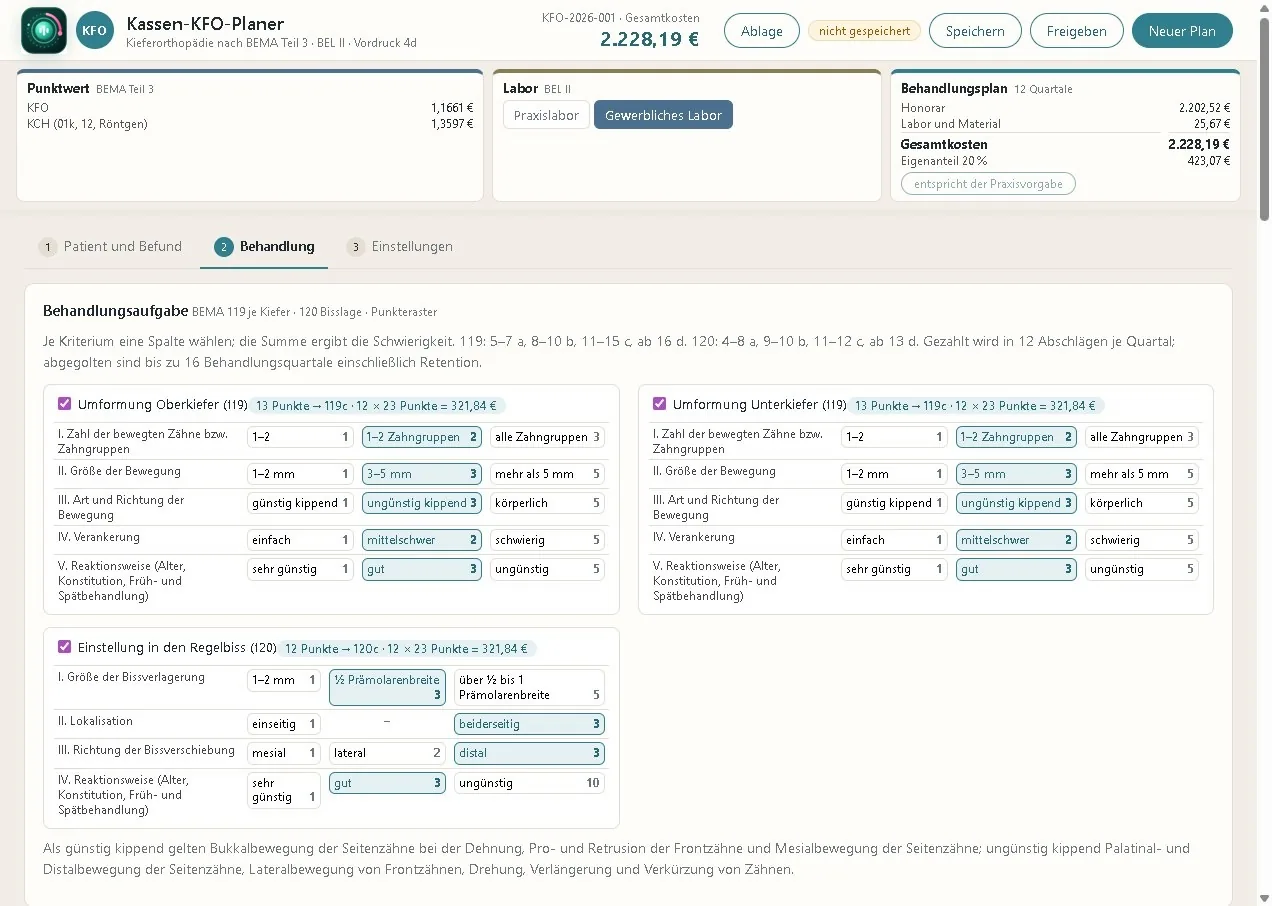 KFO
Kassen-KFO-Planer
Kieferorthopädie nach BEMA Teil 3 · BEL II · Vordruck 4d
KFO-2026-001 · Gesamtkosten
2.228,19 €
Ablage
nicht gespeichert
Speichern
Freigeben
Neuer Plan
Punktwert BEMA Teil 3
KFO 1,1661 €
KCH (01k, 12, Röntgen) 1,3597 €
Labor BEL II
Praxislabor
Gewerbliches Labor
Behandlungsplan 12 Quartale
Honorar 2.202,52 €
Labor und Material 25,67 €
Gesamtkosten 2.228,19 €
Eigenanteil 20 % 423,07 €
entspricht der Praxisvorgabe
1 Patient und Befund
2 Behandlung
3 Einstellungen
Behandlungsaufgabe BEMA 119 je Kiefer · 120 Bisslage · Punkteraster
Je Kriterium eine Spalte wählen; die Summe ergibt die Schwierigkeit. 119: 5–7 a, 8–10 b, 11–15 c, ab 16 d. 120: 4–8 a, 9–10 b, 11–12 c, ab 13 d. Gezahlt wird in 12 Abschlägen je Quartal;
abgegolten sind bis zu 16 Behandlungsquartale einschließlich Retention.
Umformung Oberkiefer (119) 13 Punkte → 119c · 12 × 23 Punkte = 321,84 €
I. Zahl der bewegten Zähne bzw.
Zahngruppen
1–2 1
1–2 Zahngruppen 2
alle Zahngruppen 3
II. Größe der Bewegung
1–2 mm 1
3–5 mm 3
mehr als 5 mm 5
III. Art und Richtung der
Bewegung
günstig kippend 1
ungünstig kippend 3
körperlich 5
IV. Verankerung
einfach 1
mittelschwer 2
schwierig 5
V. Reaktionsweise (Alter,
Konstitution, Früh- und
Spätbehandlung)
sehr günstig 1
gut 3
ungünstig 5
Umformung Unterkiefer (119) 13 Punkte → 119c · 12 × 23 Punkte = 321,84 €
I. Zahl der bewegten Zähne bzw.
Zahngruppen
1–2 1
1–2 Zahngruppen 2
alle Zahngruppen 3
II. Größe der Bewegung
1–2 mm 1
3–5 mm 3
mehr als 5 mm 5
III. Art und Richtung der
Bewegung
günstig kippend 1
ungünstig kippend 3
körperlich 5
IV. Verankerung
einfach 1
mittelschwer 2
schwierig 5
V. Reaktionsweise (Alter,
Konstitution, Früh- und
Spätbehandlung)
sehr günstig 1
gut 3
ungünstig 5
Einstellung in den Regelbiss (120) 12 Punkte → 120c · 12 × 23 Punkte = 321,84 €
I. Größe der Bissverlagerung
1–2 mm 1
½ Prämolarenbreite
3
über ½ bis 1
Prämolarenbreite 5
II. Lokalisation
einseitig 1
–
beiderseitig 3
III. Richtung der Bissverschiebung
mesial 1
lateral 2
distal 3
IV. Reaktionsweise (Alter,
Konstitution, Früh- und
Spätbehandlung)
sehr
günstig 1
gut 3
ungünstig 10
Als günstig kippend gelten Bukkalbewegung der Seitenzähne bei der Dehnung, Pro- und Retrusion der Frontzähne und Mesialbewegung der Seitenzähne; ungünstig kippend Palatinal- und
Distalbewegung der Seitenzähne, Lateralbewegung von Frontzähnen, Drehung, Verlängerung und Verkürzung von Zähnen.